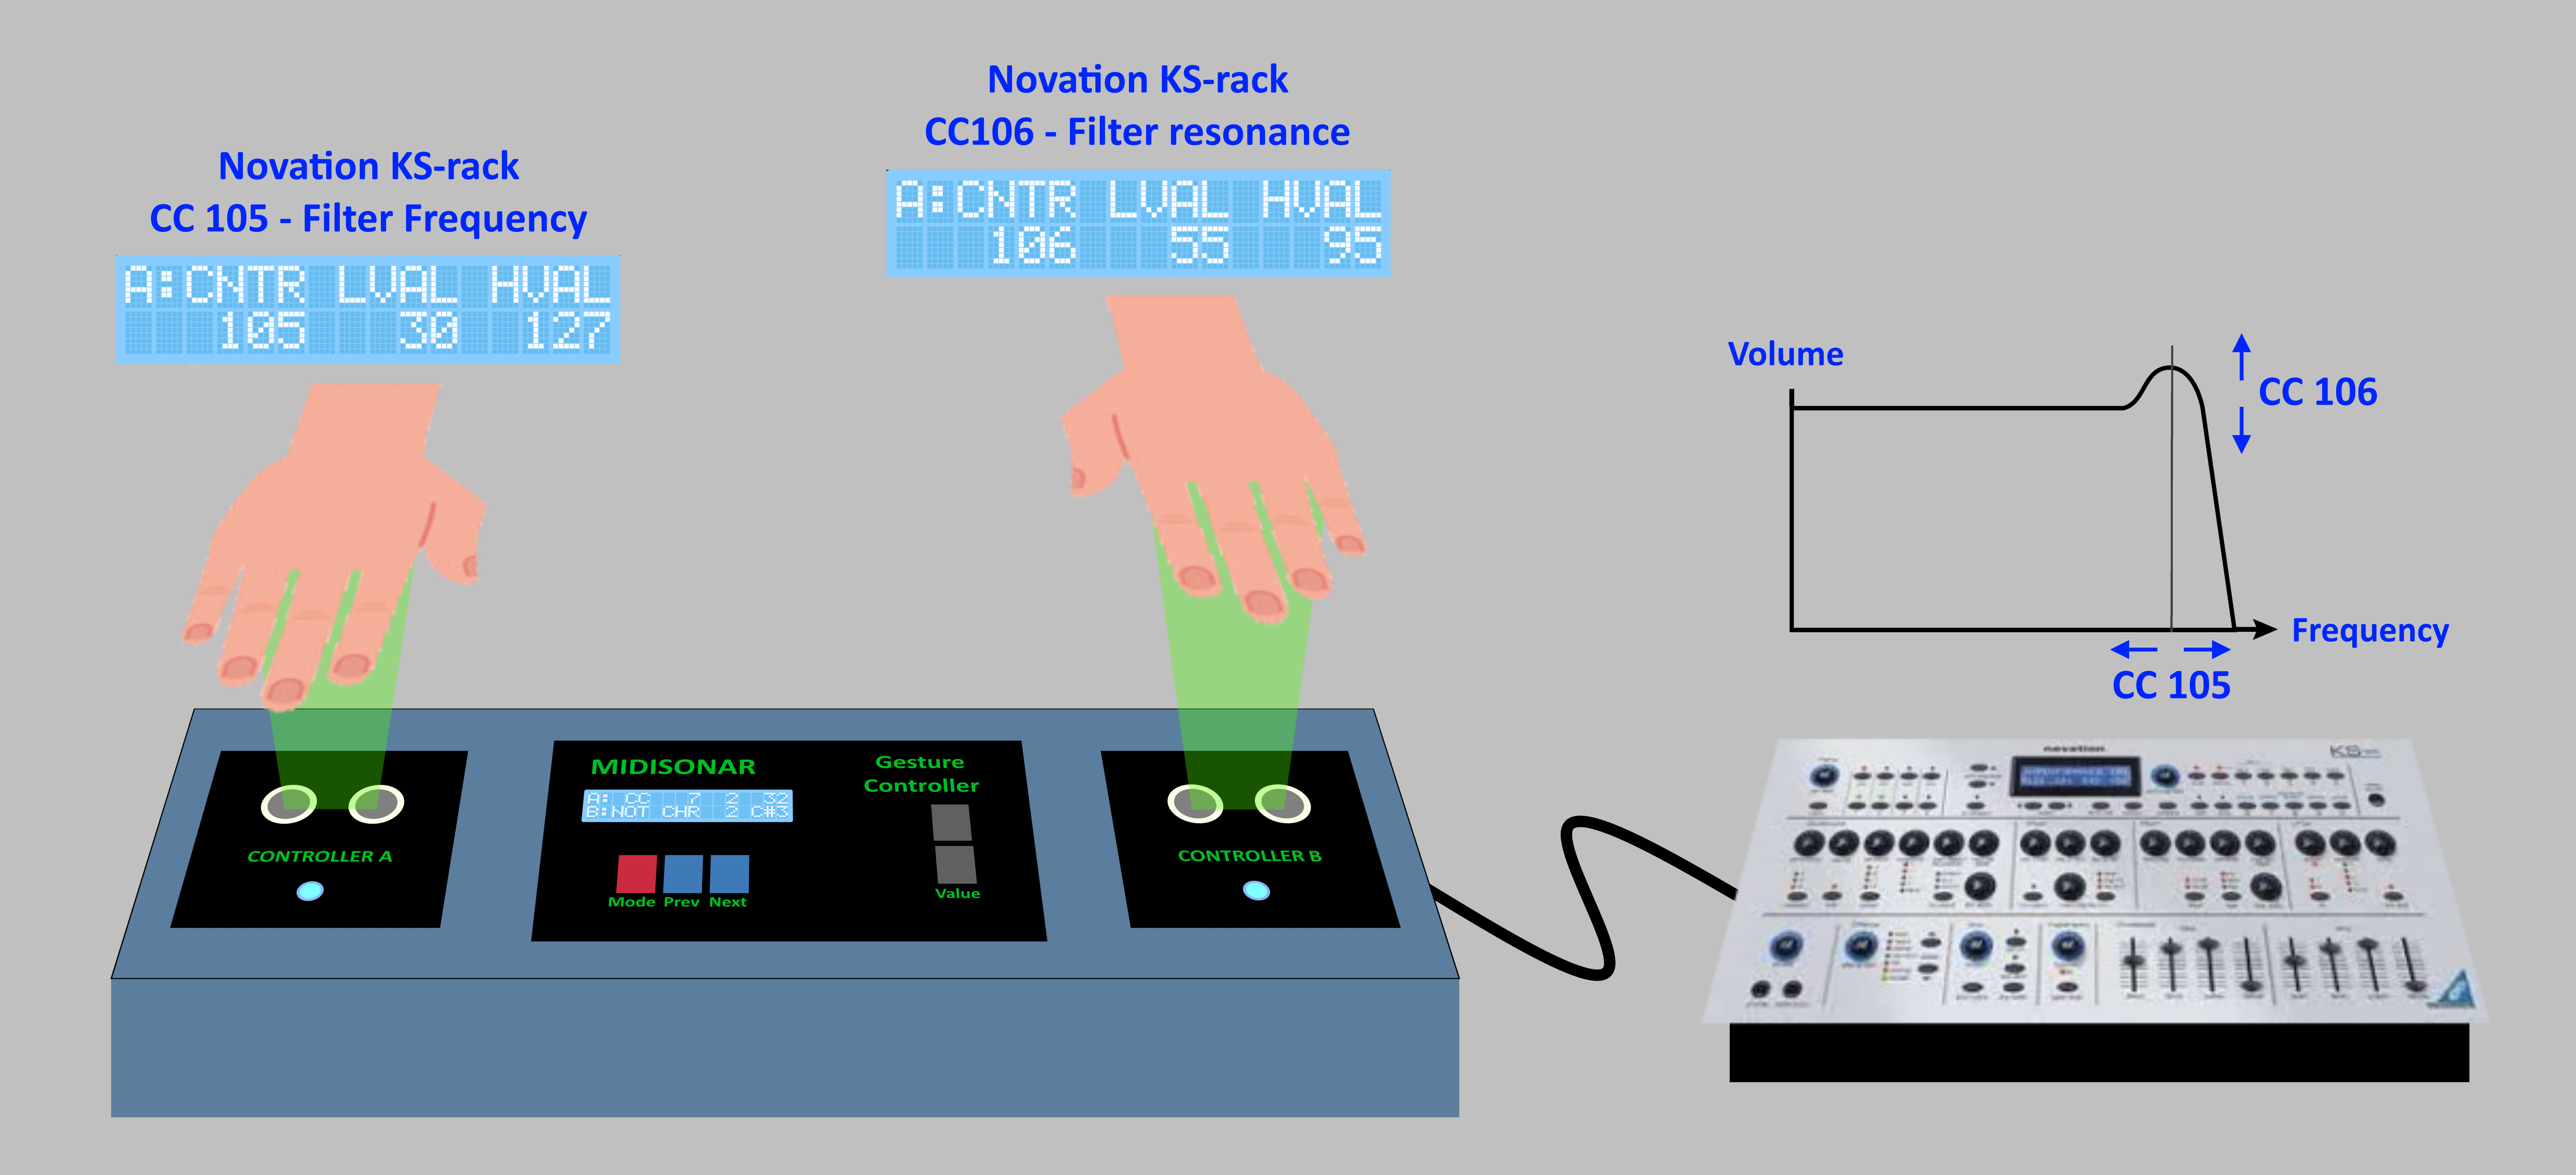 Novation KS-rack
CC106 - Filter resonance
A:CNTR LVAL HVAL
106 55 95
Novation KS-rack
CC 105 - Filter Frequency
A:CNTR LVAL HVAL
105 30 127
Volume
CC 106
Frequency
CC 105
MIDISONAR
A: CC 7 2 32
B:NOT CHR 2 C#3
Gesture
Controller
Mode Prev Next
Value
CONTROLLER A
CONTROLLER B
novation
KS